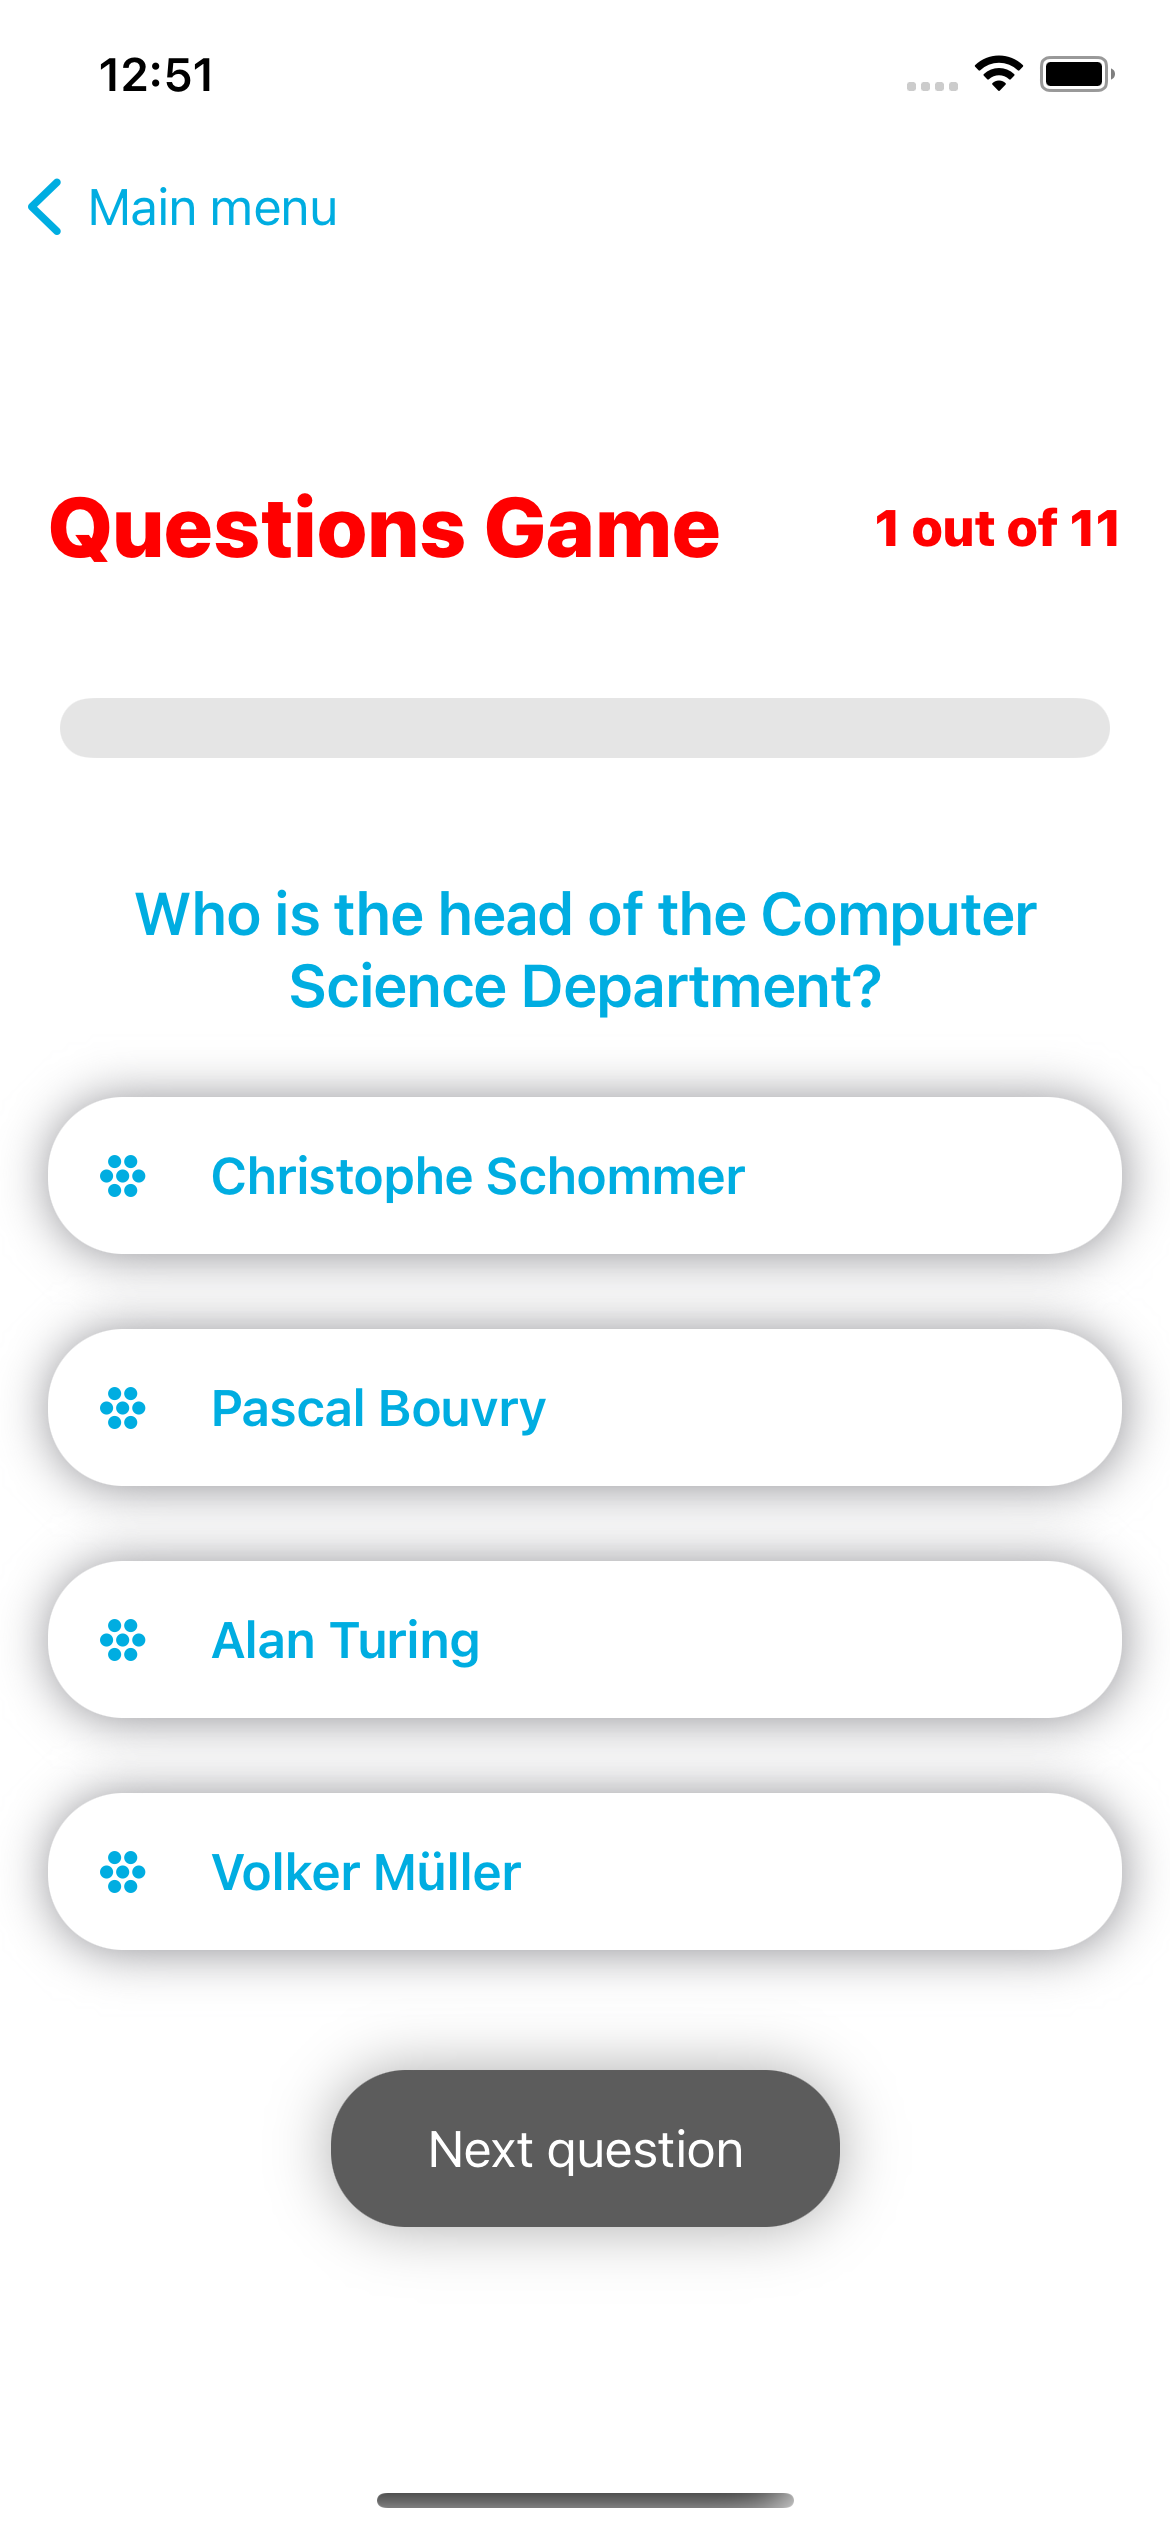 12:51
Main menu
Questions Game
1 out of 11
Who is the head of the Computer
Science Department?
Christophe Schommer
Pascal Bouvry
Alan Turing
Volker Müller
Next question